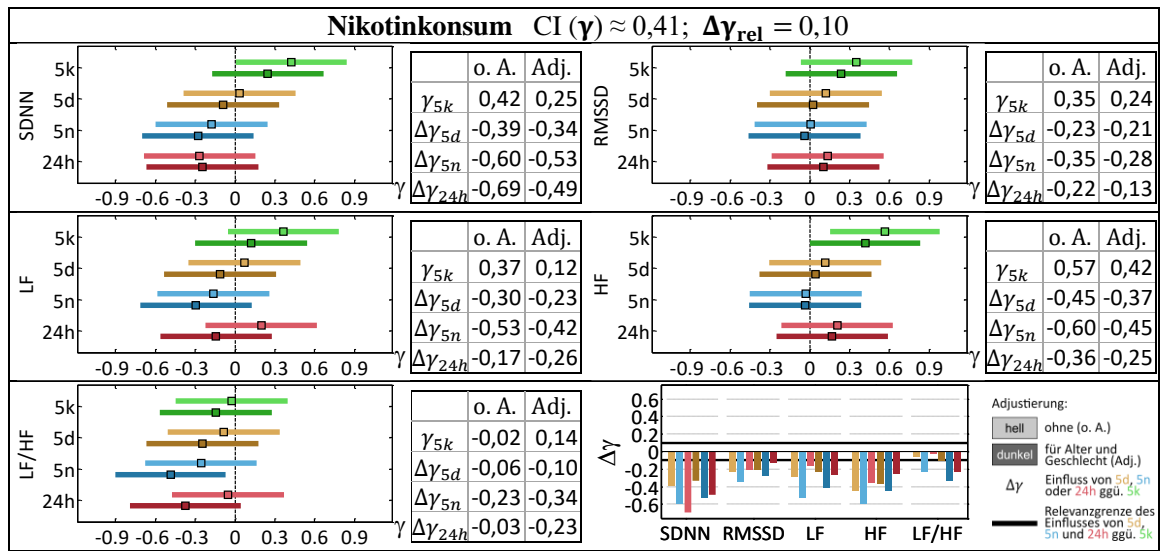 Nikotinkonsum CI (γ) ≈ 0,41; Δγrel = 0,10
SDNN
5k
5d
5n
24h
-0.9 -0.6 -0.3 0 0.3 0.6 0.9 γ
o. A. Adj.
γ5k 0,42 0,25
Δγ5d -0,39 -0,34
Δγ5n -0,60 -0,53
Δγ24h -0,69 -0,49
RMSSD
5k
5d
5n
24h
-0.9 -0.6 -0.3 0 0.3 0.6 0.9 γ
o. A. Adj.
γ5k 0,35 0,24
Δγ5d -0,23 -0,21
Δγ5n -0,35 -0,28
Δγ24h -0,22 -0,13
LF
5k
5d
5n
24h
-0.9 -0.6 -0.3 0 0.3 0.6 0.9 γ
o. A. Adj.
γ5k 0,37 0,12
Δγ5d -0,30 -0,23
Δγ5n -0,53 -0,42
Δγ24h -0,17 -0,26
HF
5k
5d
5n
24h
-0.9 -0.6 -0.3 0 0.3 0.6 0.9 γ
o. A. Adj.
γ5k 0,57 0,42
Δγ5d -0,45 -0,37
Δγ5n -0,60 -0,45
Δγ24h -0,36 -0,25
LF/HF
5k
5d
5n
24h
-0.9 -0.6 -0.3 0 0.3 0.6 0.9 γ
o. A. Adj.
γ5k -0,02 0,14
Δγ5d -0,06 -0,10
Δγ5n -0,23 -0,34
Δγ24h -0,03 -0,23
Δγ
0.6
0.4
0.2
0
-0.2
-0.4
-0.6
SDNN RMSSD LF HF LF/HF
Adjustierung:
hell ohne (o. A.)
dunkel für Alter und
Geschlecht (Adj.)
Δγ Einfluss von 5d, 5n
oder 24h ggü. 5k
Relevanzgrenze des
Einflusses von 5d,
5n und 24h ggü. 5k